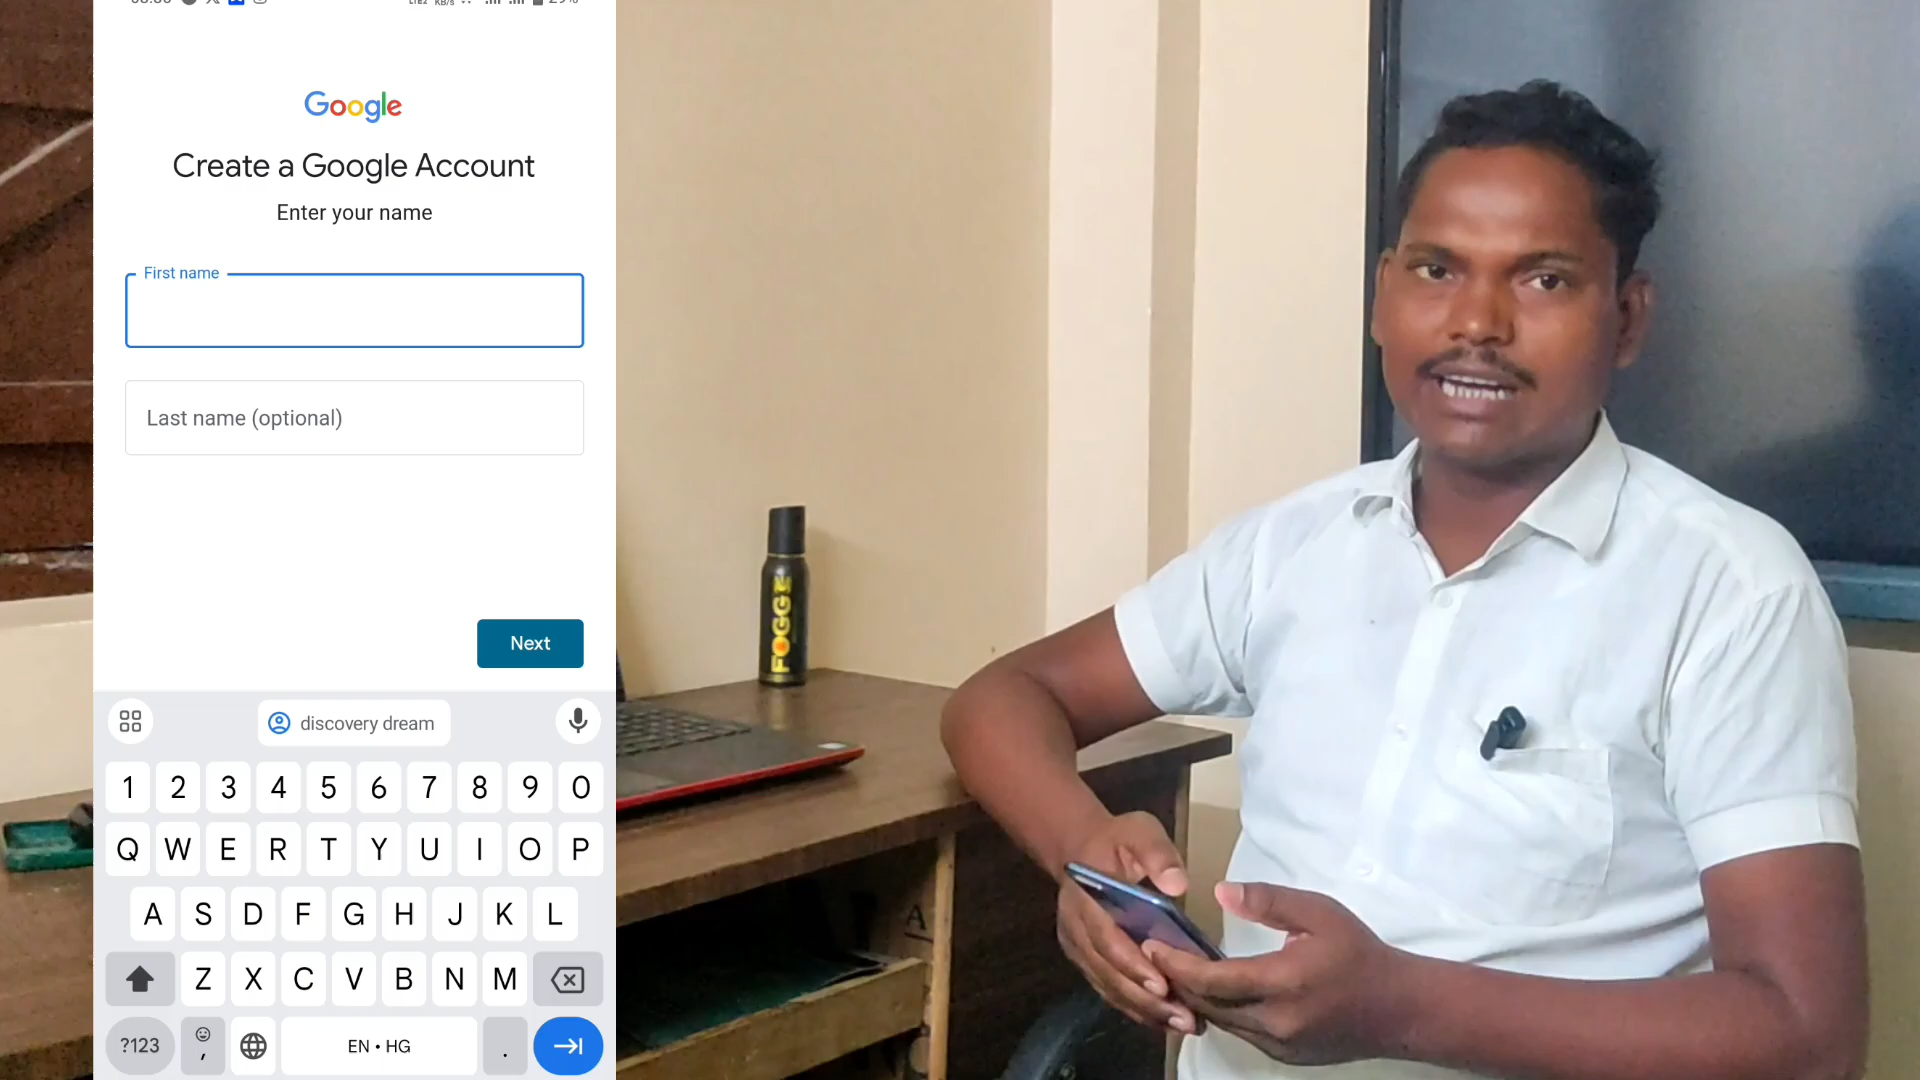 Google
Create a Google Account
Enter your name
First name
Last name (optional)
Next
discovery dream
1 2 3 4 5 6 7 8 9 0
Q W E R T Y U I O P
A S D F G H J K L
Z X C V B N M
?123 , EN • HG .
FOGG
A